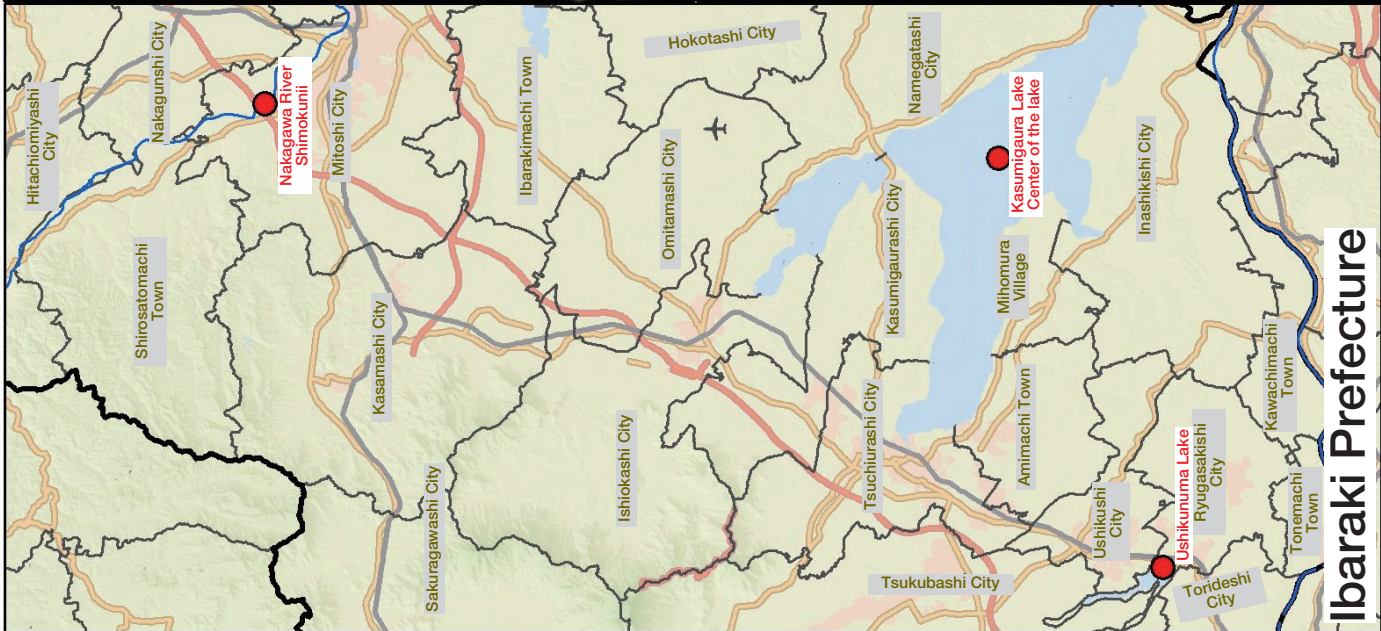 Hitachiomiyashi
City
Nakagunshi City
Nakagawa River
Shimokunii
Mitoshi City
Shirosatomachi
Town
Kasamashi City
Sakuragawashi City
Ibarakimachi Town
Hokotashi City
Omitamashi City
Ishiokashi City
Namegatashi
City
Kasumigaurashi City
Kasumigaura Lake
Center of the lake
Mihomura
Village
Inashikishi City
Tsuchiurashi City
Amimachi Town
Tsukubashi City
Ushikushi
City
Ushikunuma Lake
Ryugasakishi
City
Kawachimachi
Town
Tonemachi
Town
Torideshi
City
Ibaraki Prefecture